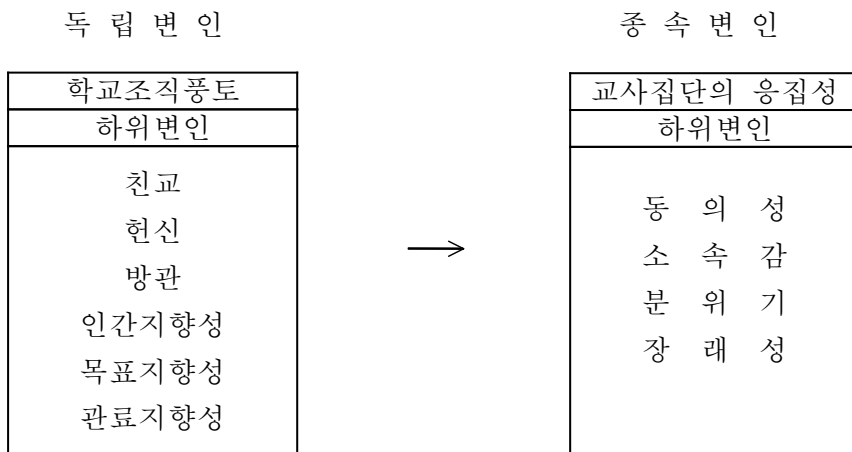 독 립 변 인
종 속 변 인
학교조직풍토
하위변인
친교
헌신
방관
인간지향성
목표지향성
관료지향성
교사집단의 응집성
하위변인
동 의 성
소 속 감
분 위 기
장 래 성